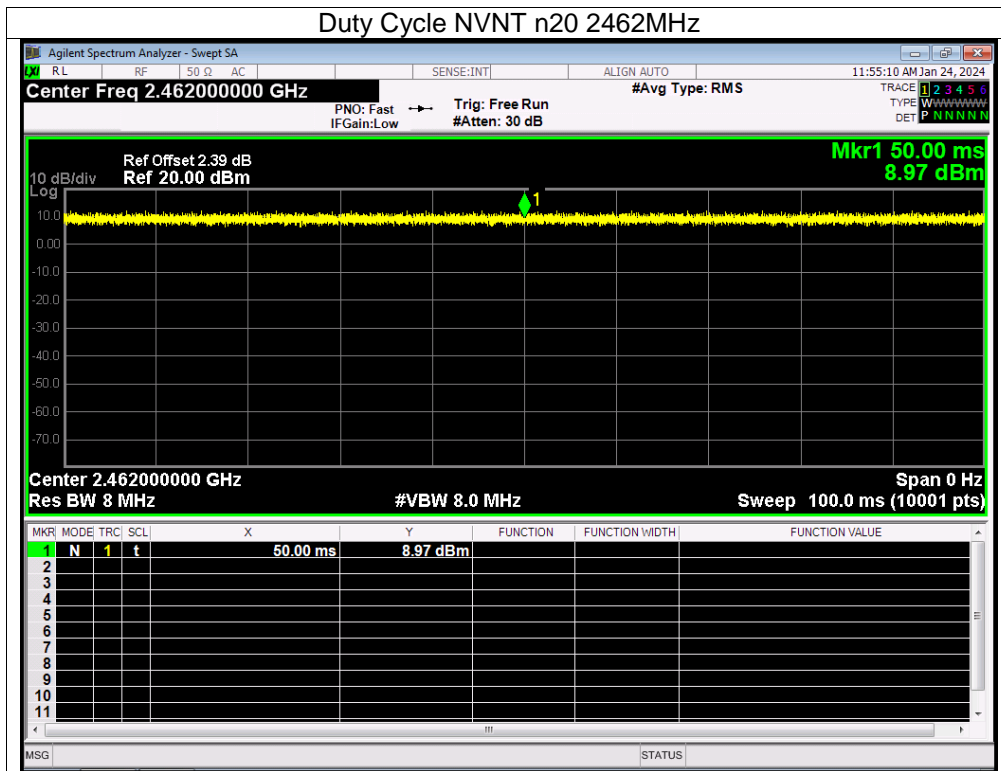 Duty Cycle NVNT n20 2462MHz
Agilent Spectrum Analyzer - Swept SA
LXI RL RF 50 Ω AC SENSE:INT ALIGN AUTO 11:55:10 AM Jan 24, 2024
Center Freq 2.462000000 GHz #Avg Type: RMS TRACE 1 2 3 4 5 6
PNO: Fast Trig: Free Run TYPE WWWWWW
IFGain:Low #Atten: 30 dB DET P N N N N N
Mkr1 50.00 ms
Ref Offset 2.39 dB
10 dB/div Ref 20.00 dBm 8.97 dBm
Log
1
10.0
0.00
-10.0
-20.0
-30.0
-40.0
-50.0
-60.0
-70.0
Center 2.462000000 GHz Span 0 Hz
Res BW 8 MHz #VBW 8.0 MHz Sweep 100.0 ms (10001 pts)
MKR MODE TRC SCL X Y FUNCTION FUNCTION WIDTH FUNCTION VALUE
1 N 1 t 50.00 ms 8.97 dBm
2
3
4
5
6
7
8
9
10
11
MSG STATUS